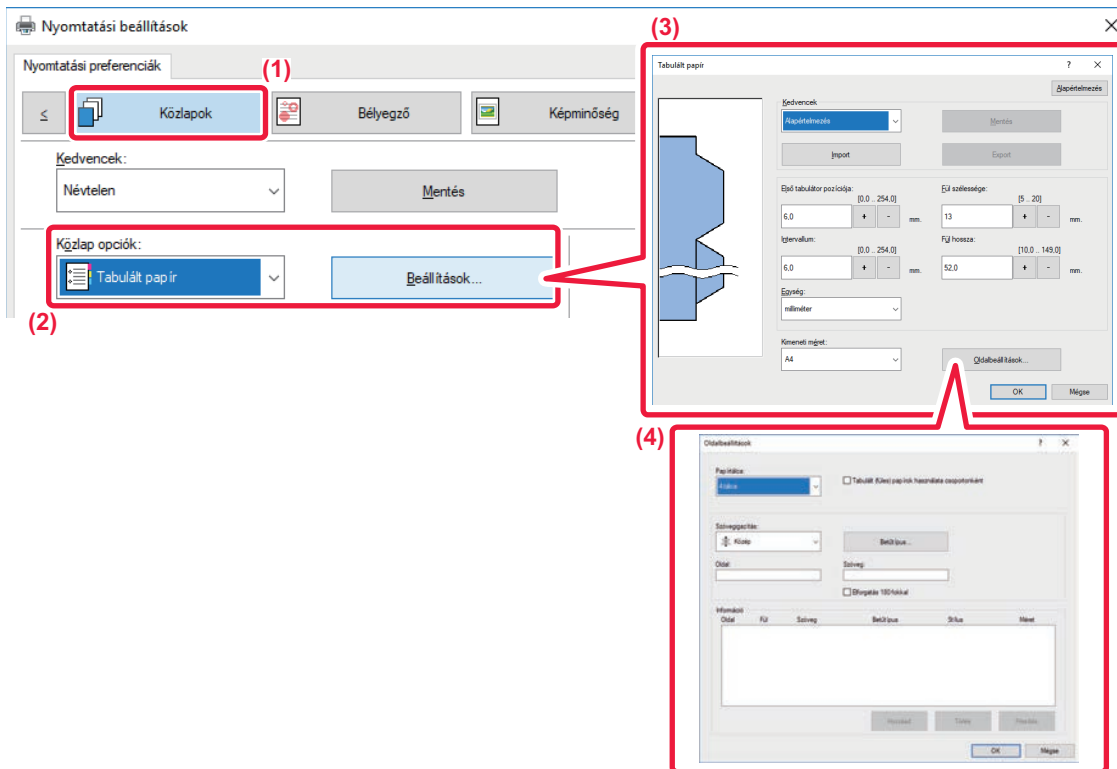 Nyomtatási beállítások
Nyomtatási preferenciák
(1)
<
Közlapok
Bélyegző
Képminőség
Kedvencek:
Névtelen
Mentés
Közlap opciók:
Tabulált papír
Beállítások...
(2)
(3)
Tabulált papír
?
Alapértelmezés
Kedvencek
Alapértelmezés
Mentés
Import
Export
Első tabulátor pozíciója:
[0,0 .. 254,0]
6,0
+ -
mm.
Fül szélessége:
[5 .. 20]
13
+ -
mm.
Intervallum:
[0,0 .. 254,0]
6,0
+ -
mm.
Fül hossza:
[10,0 .. 149,0]
52,0
+ -
mm.
Egység:
milliméter
Kimeneti méret:
A4
Oldalbeállítások...
OK Mégse
(4)
Oldalbeállítások
?
Papírtálca:
4.tálca
Tabulált (füles) papírok használata csoportonként
Szövegigazítás:
Közép
Betűtípus...
Oldal:
Szöveg:
Elforgatás 180 fokkal
Információ
Oldal Fül Szöveg Betűtípus Stílus Méret
Hozzáad Törlés
OK Mégse